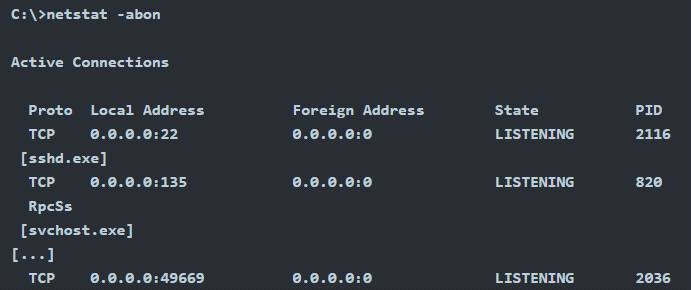 C:\>netstat -abon
Active Connections
Proto  Local Address          Foreign Address        State           PID
TCP    0.0.0.0:22             0.0.0.0:0              LISTENING       2116
[sshd.exe]
TCP    0.0.0.0:135            0.0.0.0:0              LISTENING       820
RpcSs
[svchost.exe]
[...]
TCP    0.0.0.0:49669          0.0.0.0:0              LISTENING       2036